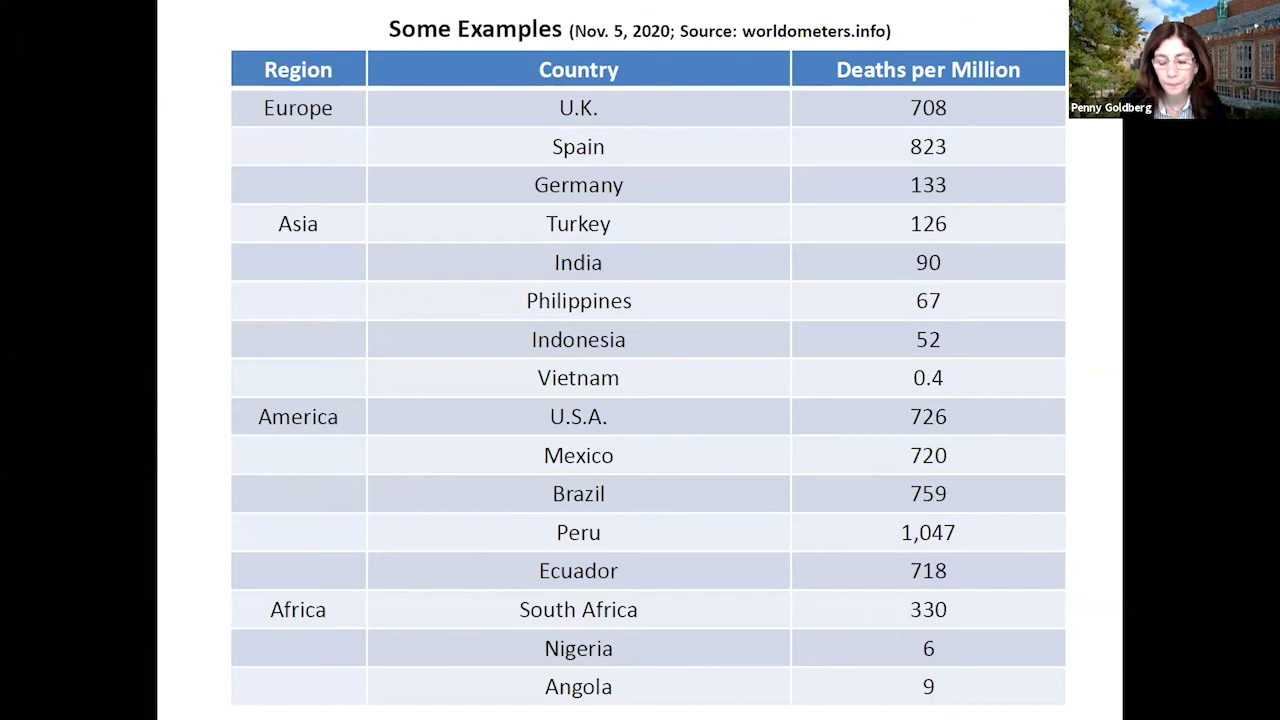 Some Examples (Nov. 5, 2020; Source: worldometers.info)
Region Country Deaths per Million
Penny Goldberg
Europe U.K. 708
Spain 823
Germany 133
Asia Turkey 126
India 90
Philippines 67
Indonesia 52
Vietnam 0.4
America U.S.A. 726
Mexico 720
Brazil 759
Peru 1,047
Ecuador 718
Africa South Africa 330
Nigeria 6
Angola 9